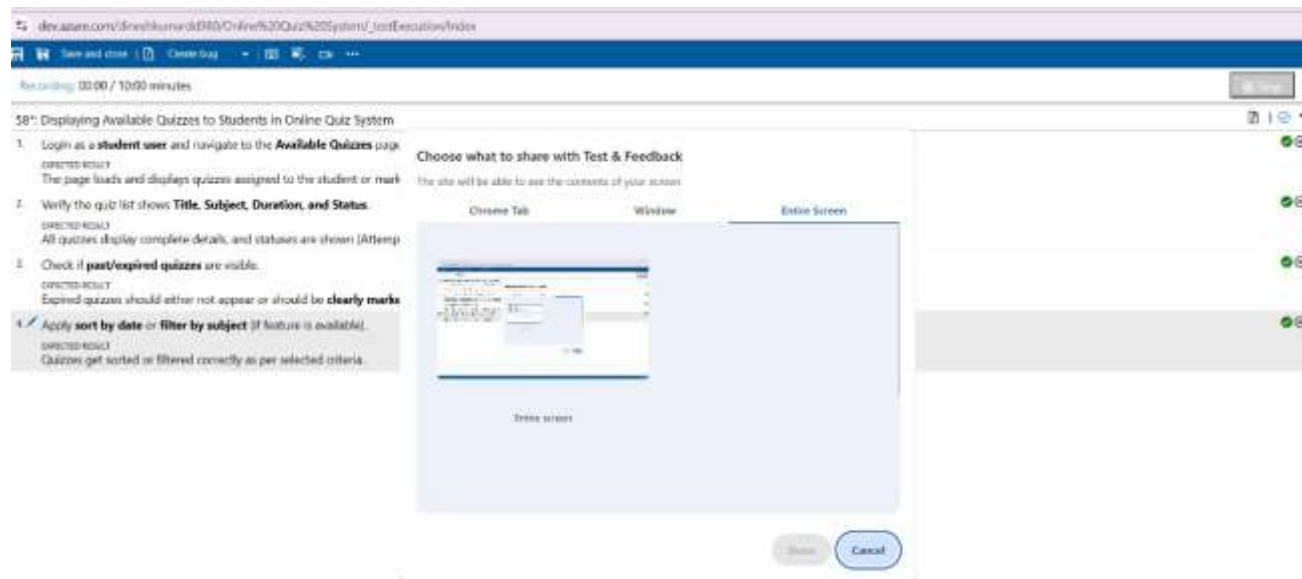 dev.azure.com/dineshkumardd980/Online%20Quiz%20System/_testExecution/Index
Save and close
Create bug
Recording: 00:00 / 10:00 minutes
Stop
58*: Displaying Available Quizzes to Students in Online Quiz System
1. Login as a student user and navigate to the Available Quizzes page
EXPECTED RESULT
The page loads and displays quizzes assigned to the student or mark
2. Verify the quiz list shows Title, Subject, Duration, and Status.
EXPECTED RESULT
All quizzes display complete details, and statuses are shown (Attemp
3. Check if past/expired quizzes are visible.
EXPECTED RESULT
Expired quizzes should either not appear or should be clearly marke
4. Apply sort by date or filter by subject (if feature is available).
EXPECTED RESULT
Quizzes get sorted or filtered correctly as per selected criteria.
Choose what to share with Test & Feedback
The site will be able to see the contents of your screen
Chrome Tab
Window
Entire Screen
Entire screen
Share
Cancel